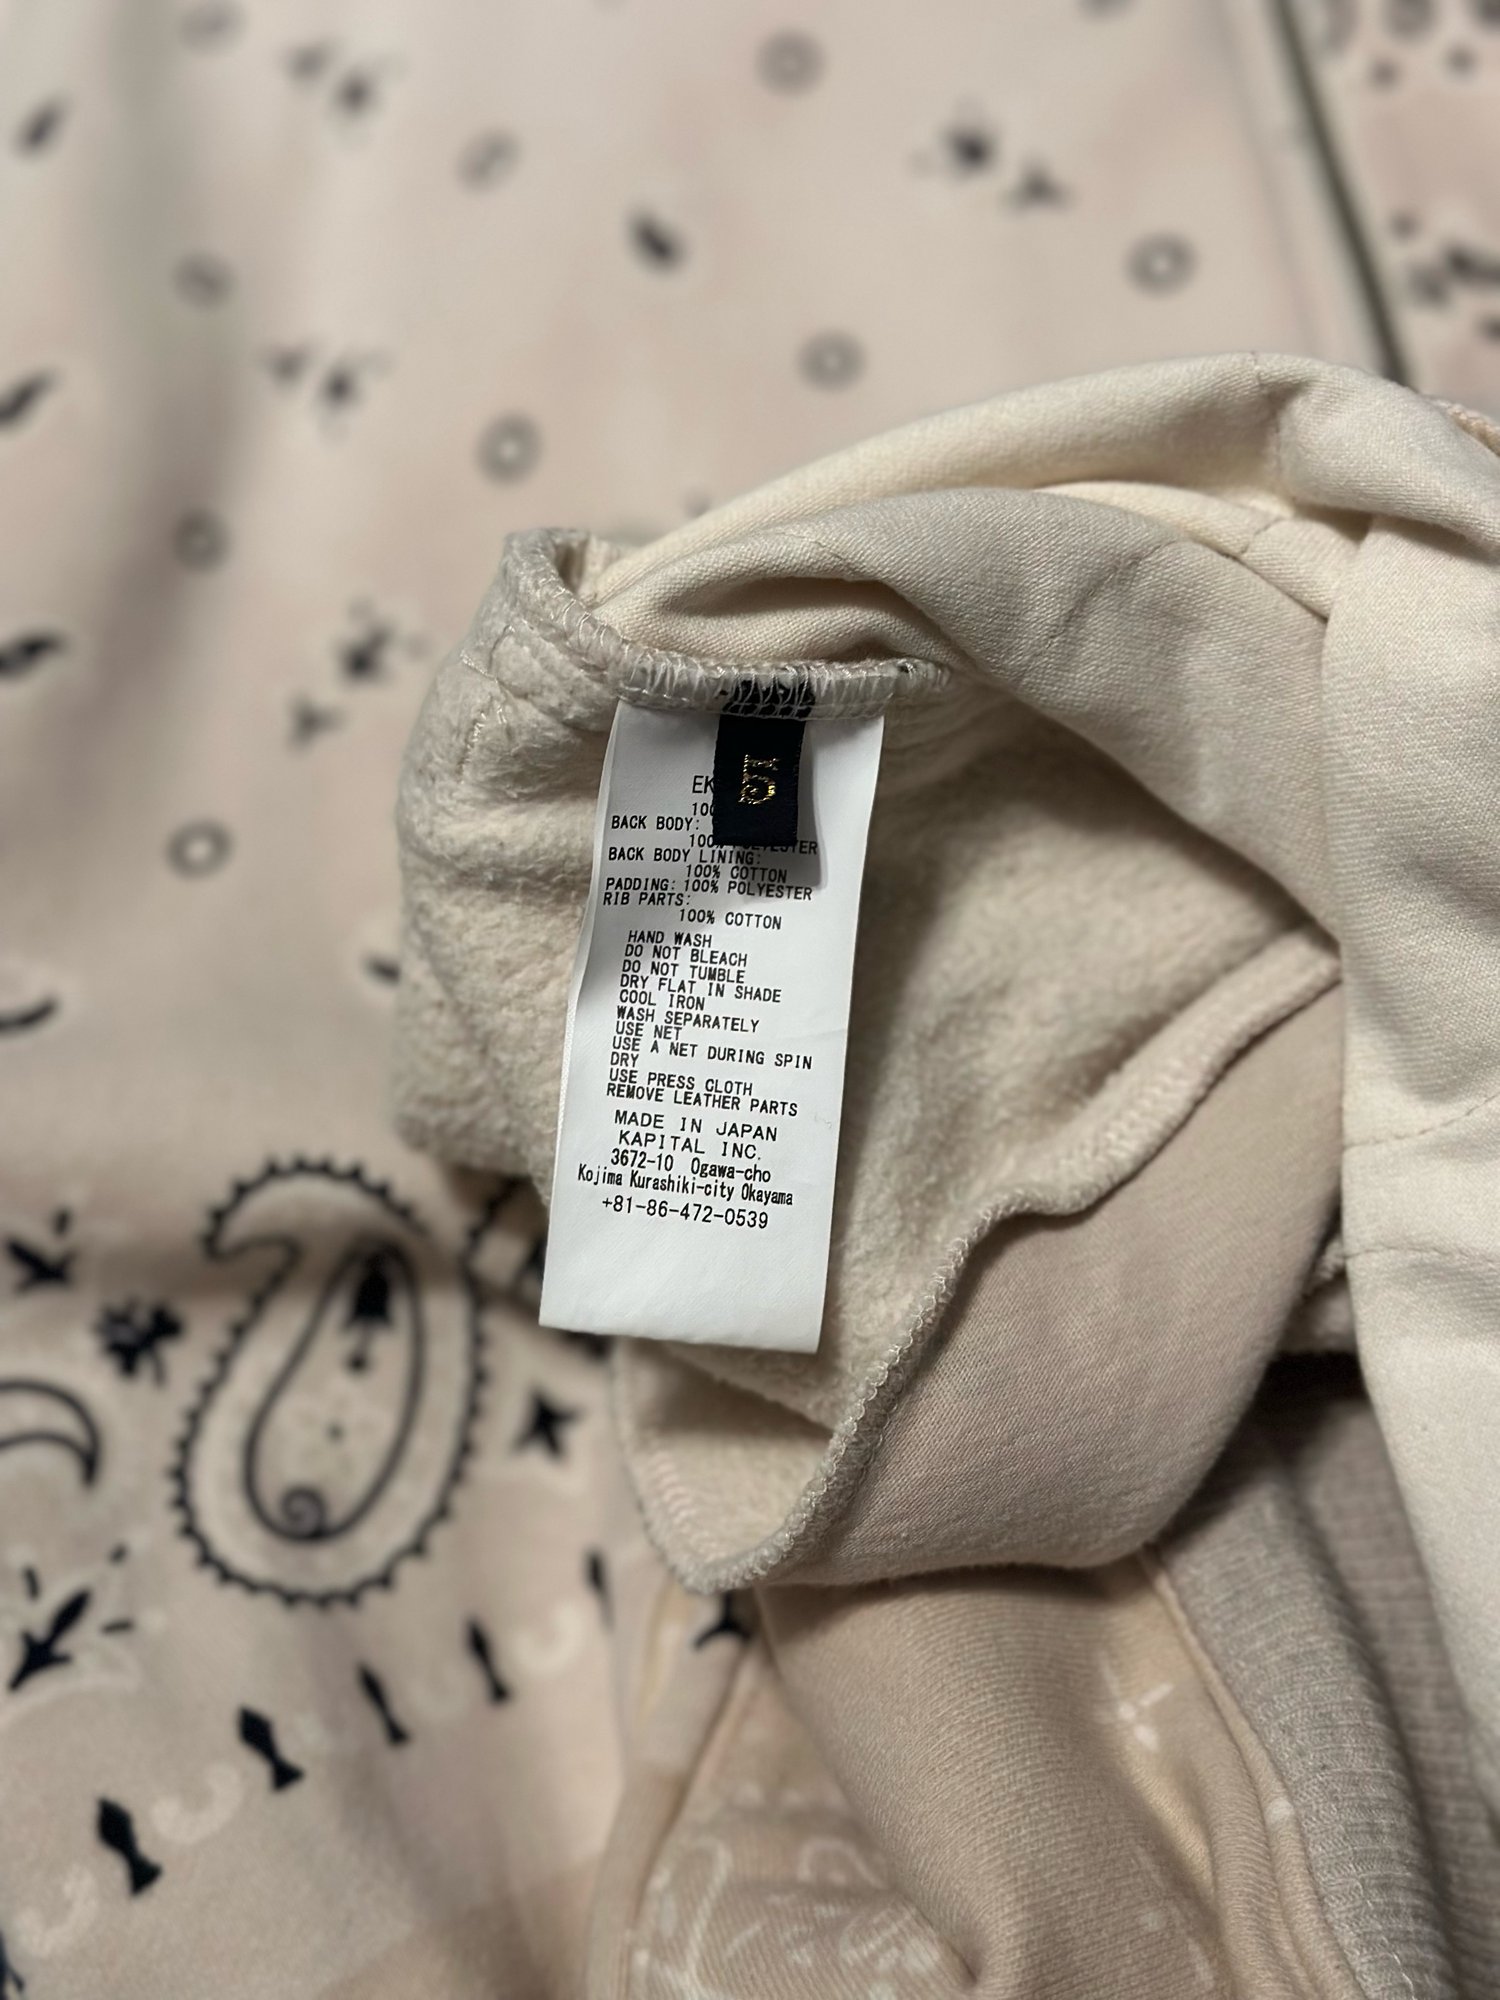 EK
100
BACK BODY:
100% POLYESTER
BACK BODY LINING:
100% COTTON
PADDING: 100% POLYESTER
RIB PARTS:
100% COTTON
HAND WASH
DO NOT BLEACH
DO NOT TUMBLE
DRY FLAT IN SHADE
COOL IRON
WASH SEPARATELY
USE NET
USE A NET DURING SPIN
DRY
USE PRESS CLOTH
REMOVE LEATHER PARTS
MADE IN JAPAN
KAPITAL INC.
3672-10 Ogawa-cho
Kojima Kurashiki-city Okayama
+81-86-472-0539